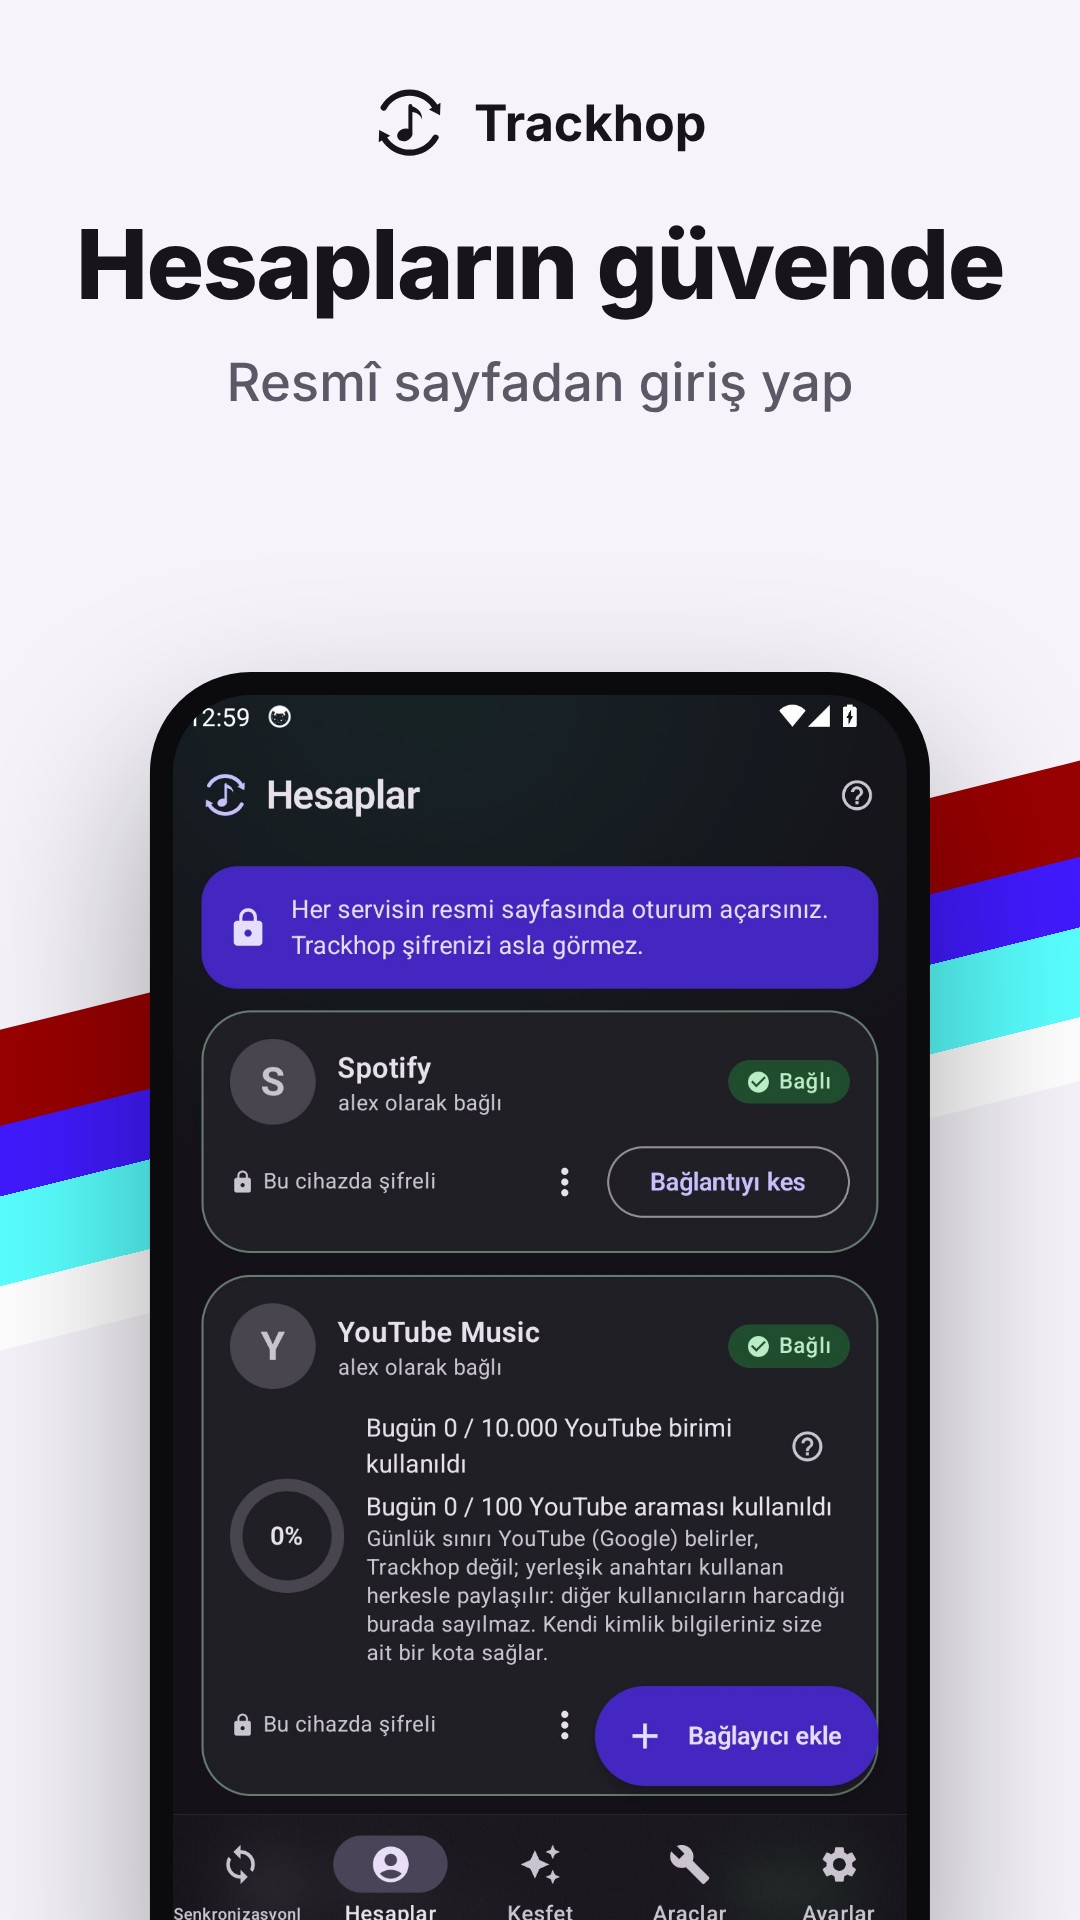 Trackhop
Hesapların güvende
Resmî sayfadan giriş yap
12:59
Hesaplar
Her servisin resmi sayfasında oturum açarsınız.
Trackhop şifrenizi asla görmez.
S
Spotify
alex olarak bağlı
Bağlı
Bu cihazda şifreli
Bağlantıyı kes
Y
YouTube Music
alex olarak bağlı
Bağlı
Bugün 0 / 10.000 YouTube birimi
kullanıldı
0%
Bugün 0 / 100 YouTube araması kullanıldı
Günlük sınırı YouTube (Google) belirler,
Trackhop değil; yerleşik anahtarı kullanan
herkesle paylaşılır: diğer kullanıcıların harcadığı
burada sayılmaz. Kendi kimlik bilgileriniz size
ait bir kota sağlar.
Bu cihazda şifreli
Bağlayıcı ekle
Hesaplar
Keşfet
Araçlar
Ayarlar